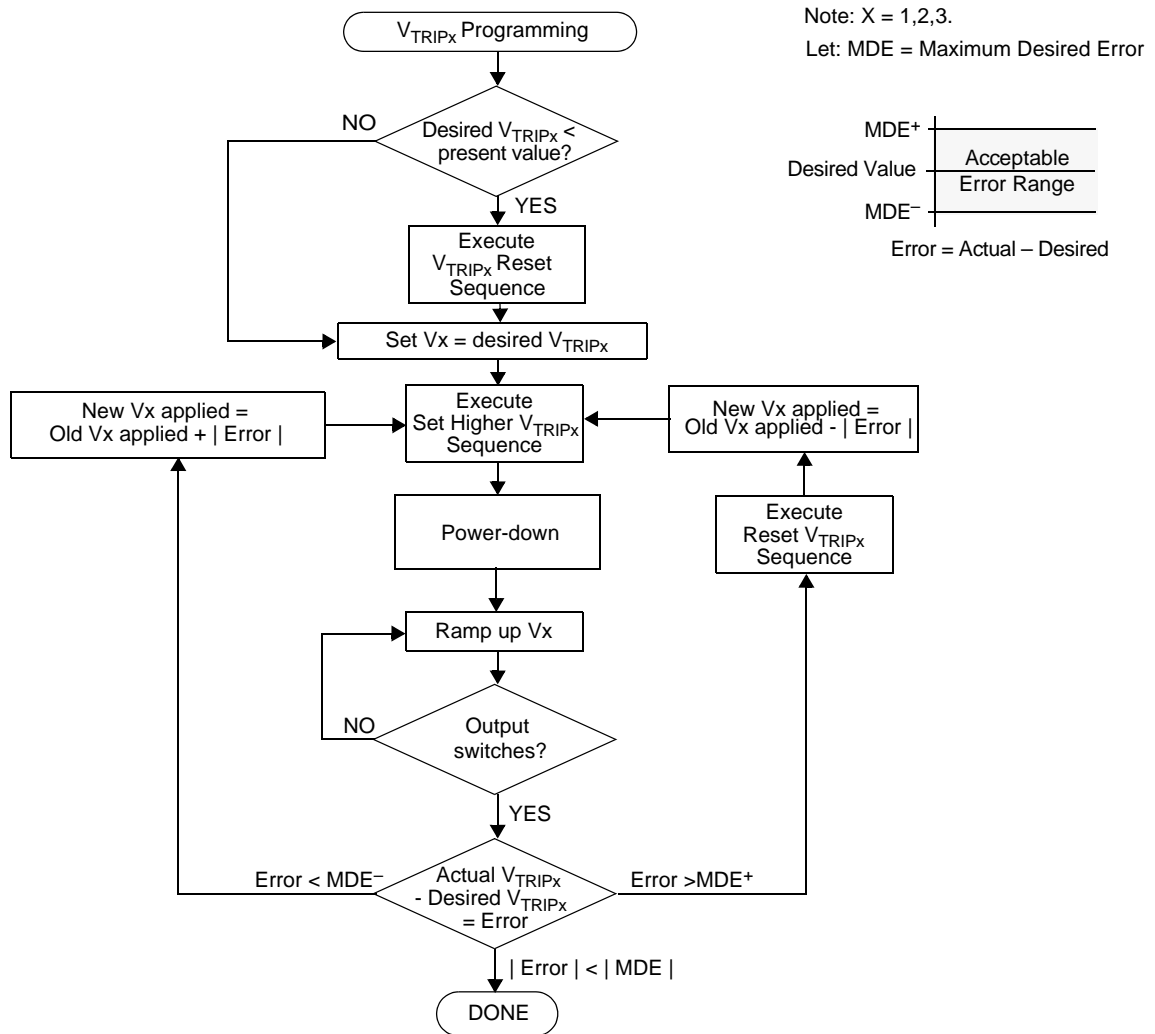 V_TRIPx Programming
Note: X = 1,2,3.
Let: MDE = Maximum Desired Error
NO
Desired V_TRIPx <
present value?
YES
MDE⁺
Desired Value
Acceptable
Error Range
MDE⁻
Error = Actual – Desired
Execute
V_TRIPx Reset
Sequence
Set Vx = desired V_TRIPx
New Vx applied =
Old Vx applied + | Error |
Execute
Set Higher V_TRIPx
Sequence
New Vx applied =
Old Vx applied - | Error |
Power-down
Execute
Reset V_TRIPx
Sequence
Ramp up Vx
NO
Output
switches?
YES
Error < MDE⁻
Actual V_TRIPx
- Desired V_TRIPx
= Error
Error >MDE⁺
| Error | < | MDE |
DONE